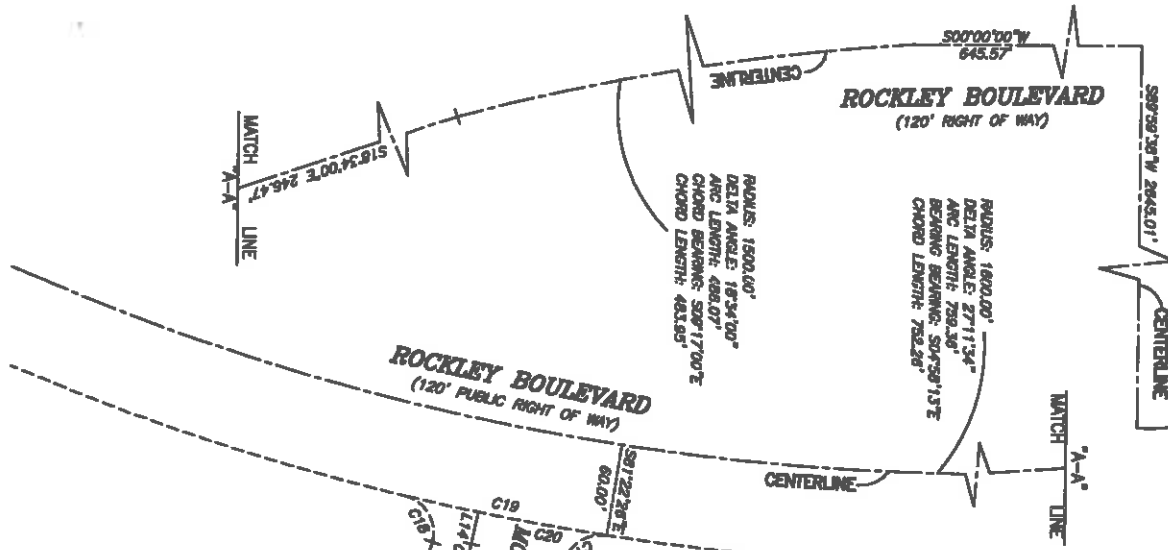 S00°00'00"W
645.57'
CENTERLINE
ROCKLEY BOULEVARD
(120' RIGHT OF WAY)
S89°59'38"W 2645.01'
MATCH LINE
"A-A"
S18°34'00"E 246.47'
RADIUS: 1500.00'
DELTA ANGLE: 18°34'00"
ARC LENGTH: 486.07'
CHORD BEARING: S09°17'00"E
CHORD LENGTH: 483.95'
RADIUS: 1600.00'
DELTA ANGLE: 27°11'34"
ARC LENGTH: 759.36'
BEARING BEARING: S04°58'13"E
CHORD LENGTH: 752.26'
CENTERLINE
ROCKLEY BOULEVARD
(120' PUBLIC RIGHT OF WAY)
MATCH LINE
"A-A"
CENTERLINE
S81°22'26"E
60.00'
C19
C18
L14
C20